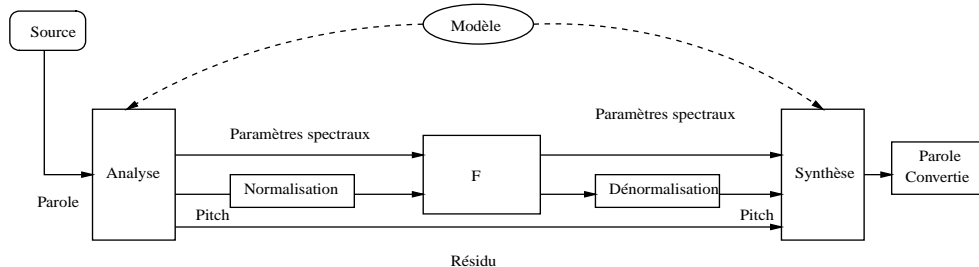 Source
Modèle
Paramètres spectraux
Paramètres spectraux
Analyse
Normalisation
F
Dénormalisation
Synthèse
Parole
Convertie
Parole
Pitch
Pitch
Résidu